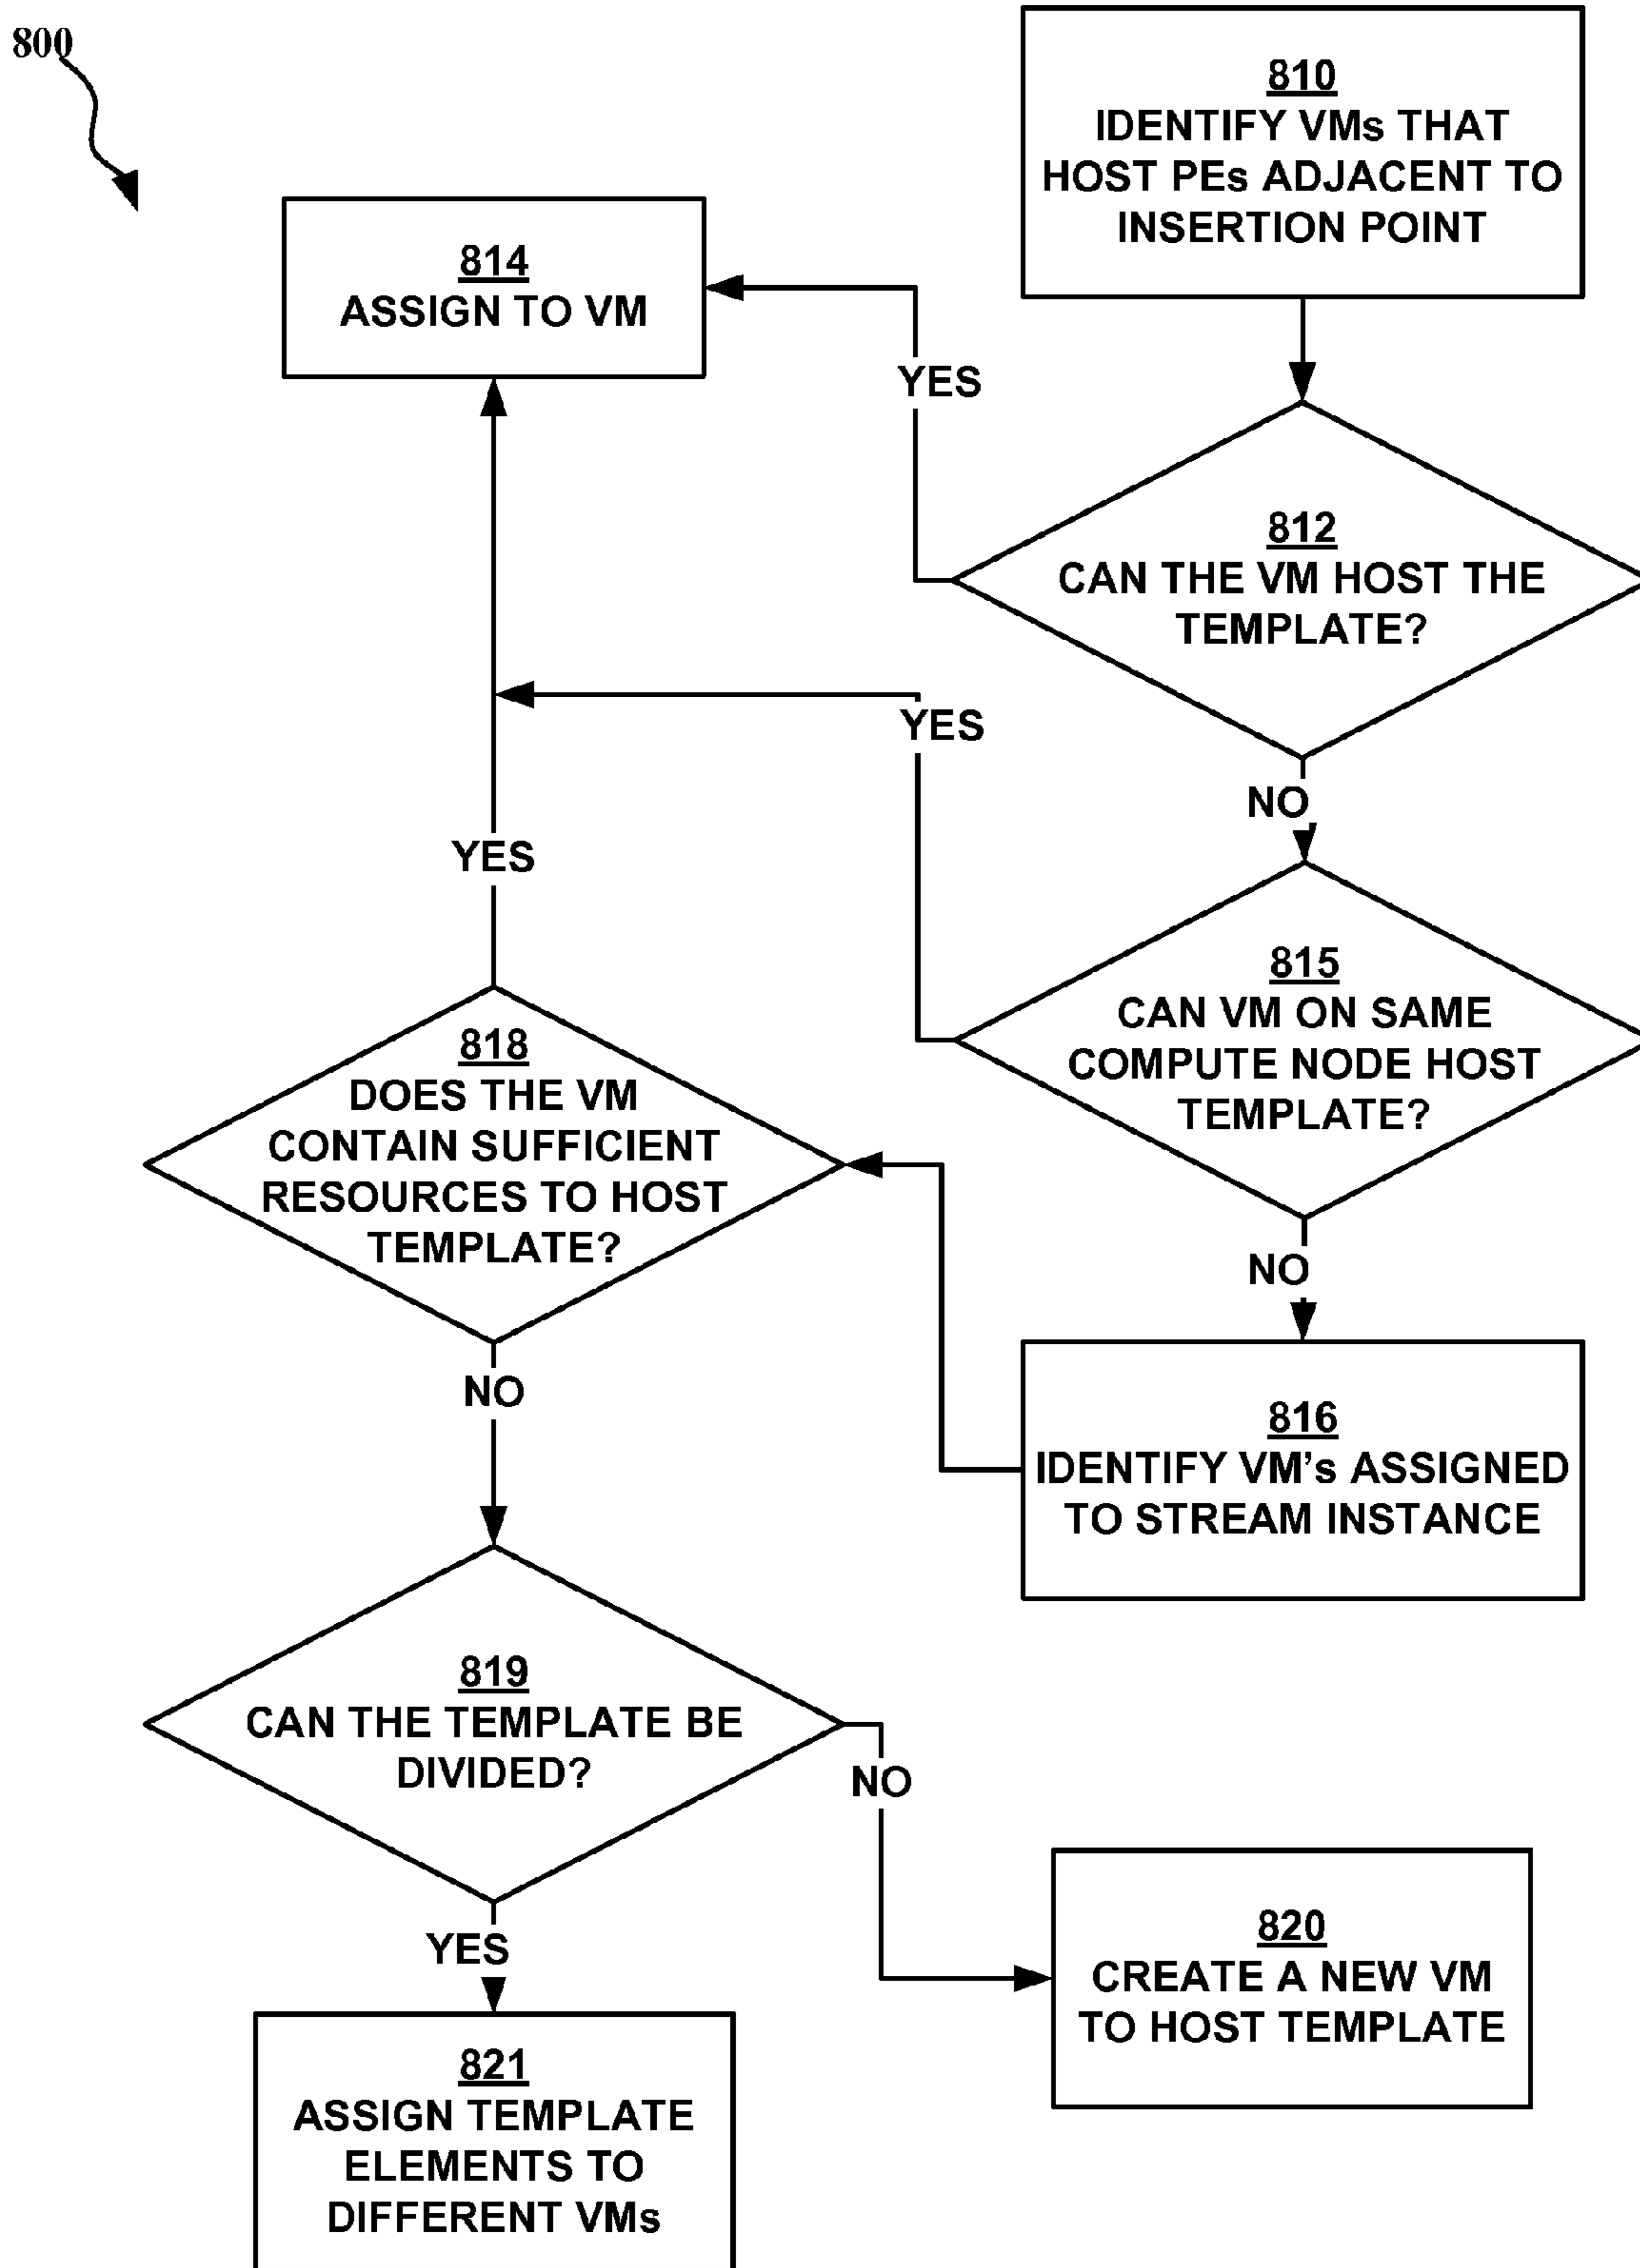 800
810
IDENTIFY VMs THAT
HOST PEs ADJACENT TO
INSERTION POINT
814
ASSIGN TO VM
YES
812
CAN THE VM HOST THE
TEMPLATE?
YES
NO
YES
815
CAN VM ON SAME
COMPUTE NODE HOST
TEMPLATE?
818
DOES THE VM
CONTAIN SUFFICIENT
RESOURCES TO HOST
TEMPLATE?
NO
NO
816
IDENTIFY VM's ASSIGNED
TO STREAM INSTANCE
819
CAN THE TEMPLATE BE
DIVIDED?
NO
YES
820
CREATE A NEW VM
TO HOST TEMPLATE
821
ASSIGN TEMPLATE
ELEMENTS TO
DIFFERENT VMs